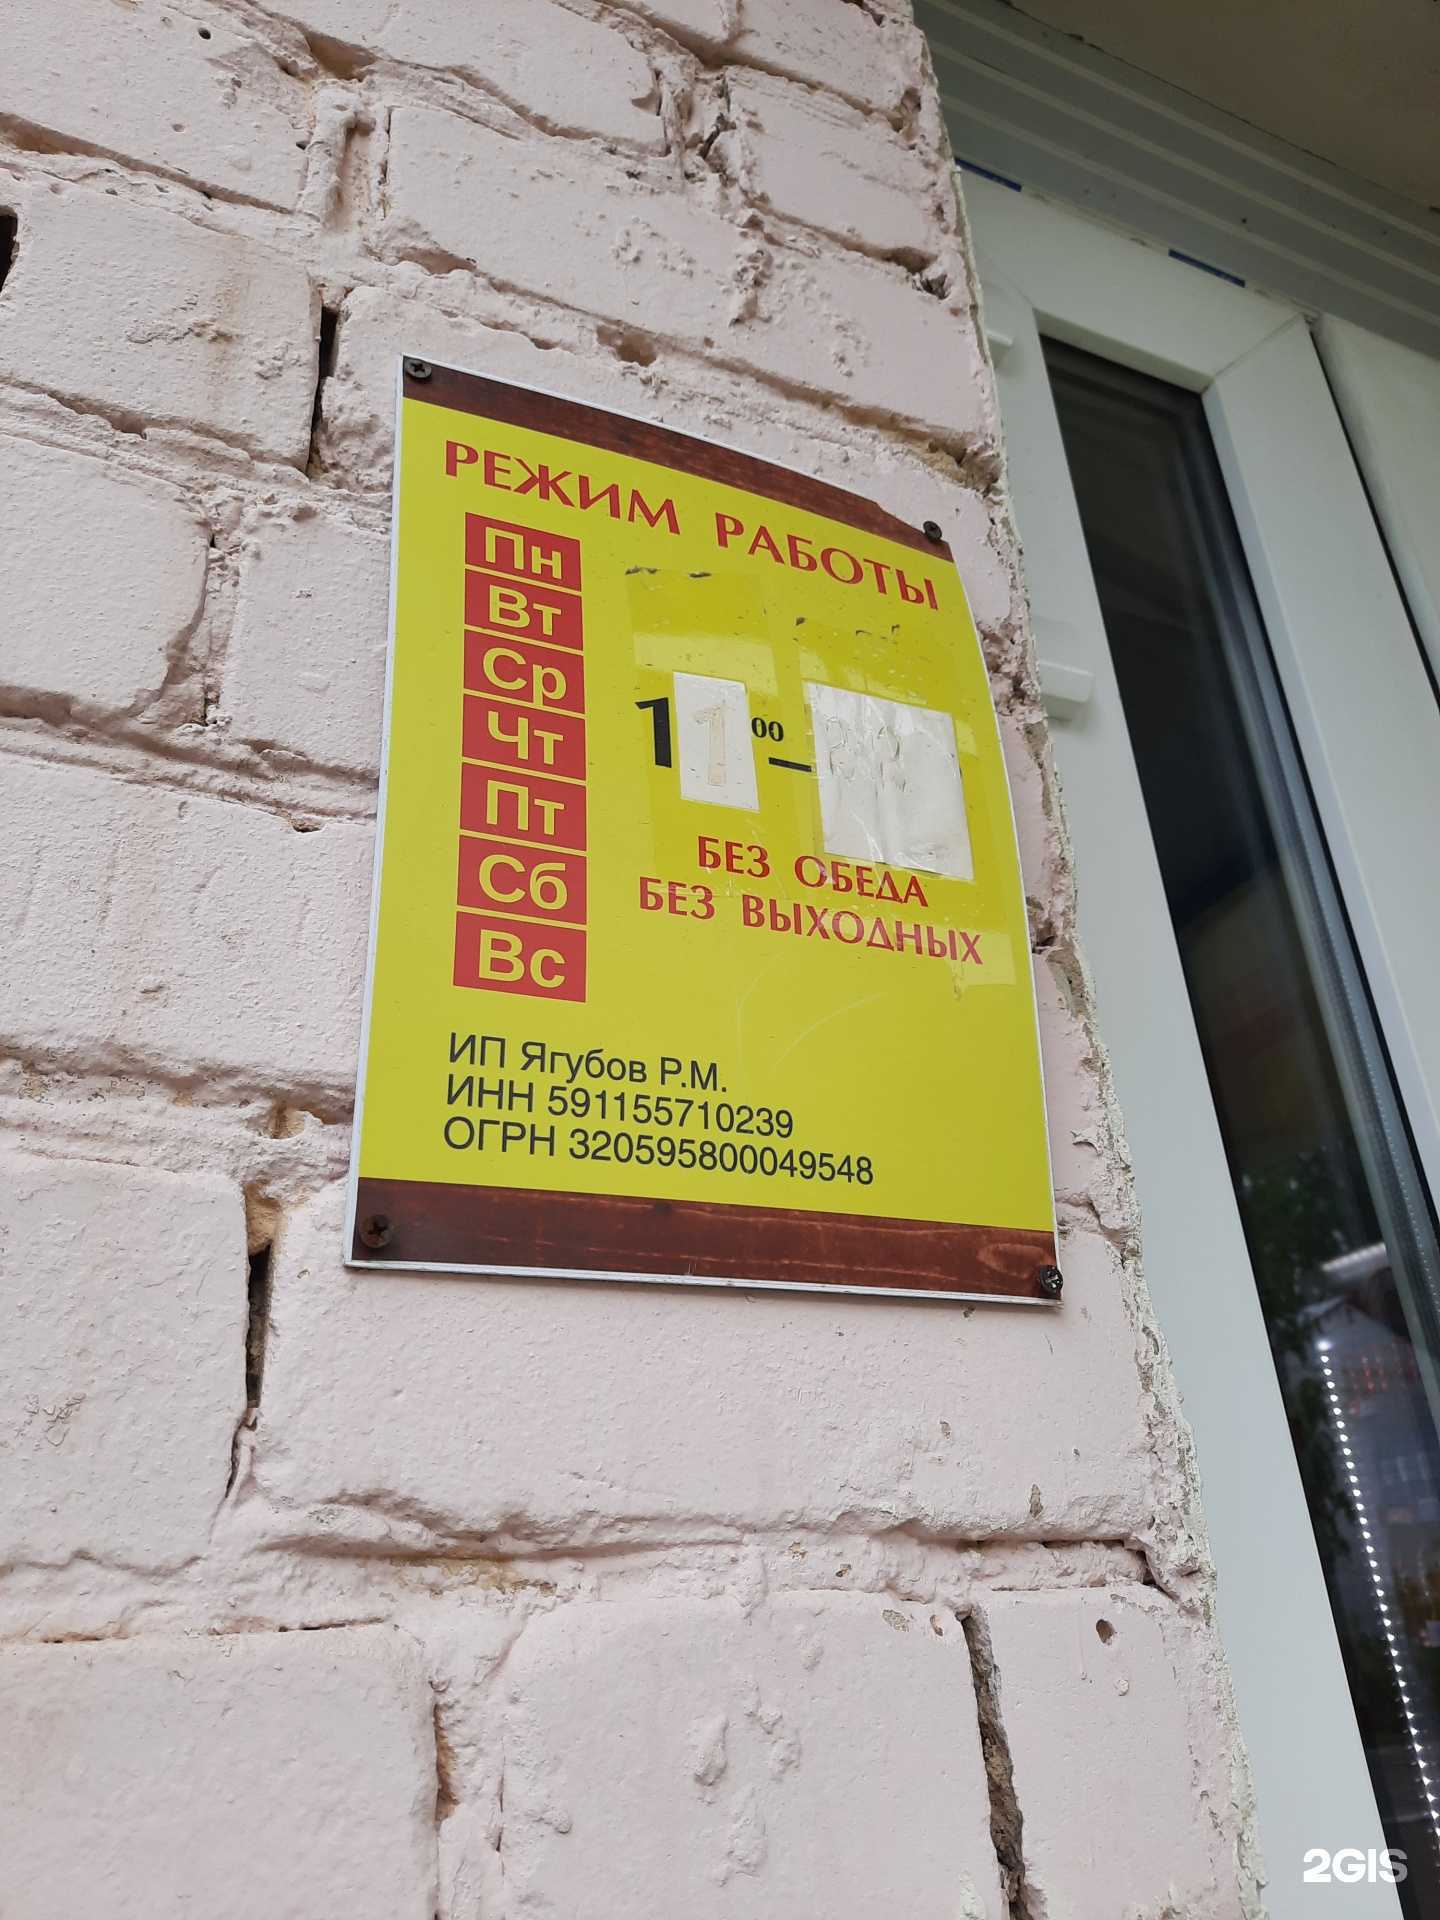 РЕЖИМ РАБОТЫ
Пн
Вт
Ср
Чт
Пт
Сб
Вс
11⁰⁰ –
БЕЗ ОБЕДА
БЕЗ ВЫХОДНЫХ
ИП Ягубов Р.М.
ИНН 591155710239
ОГРН 320595800049548
2GIS